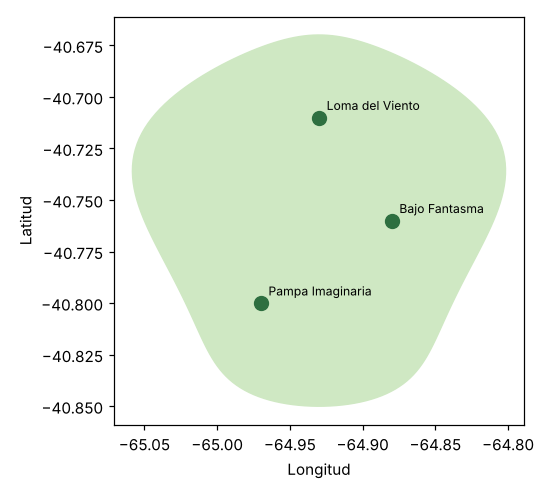 −40.675
−40.700
−40.725
−40.750
−40.775
−40.800
−40.825
−40.850
Latitud
Loma del Viento
Bajo Fantasma
Pampa Imaginaria
−65.05 −65.00 −64.95 −64.90 −64.85 −64.80
Longitud